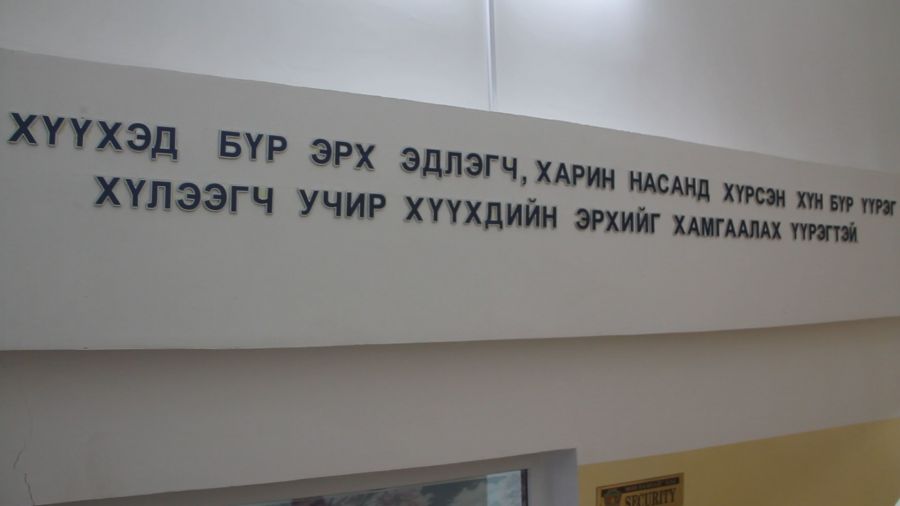 ХҮҮХЭД БҮР ЭРХ ЭДЛЭГЧ, ХАРИН НАСАНД ХҮРСЭН ХҮН БҮР ҮҮРЭГ
ХҮЛЭЭГЧ УЧИР ХҮҮХДИЙН ЭРХИЙГ ХАМГААЛАХ ҮҮРЭГТЭЙ
SECURITY